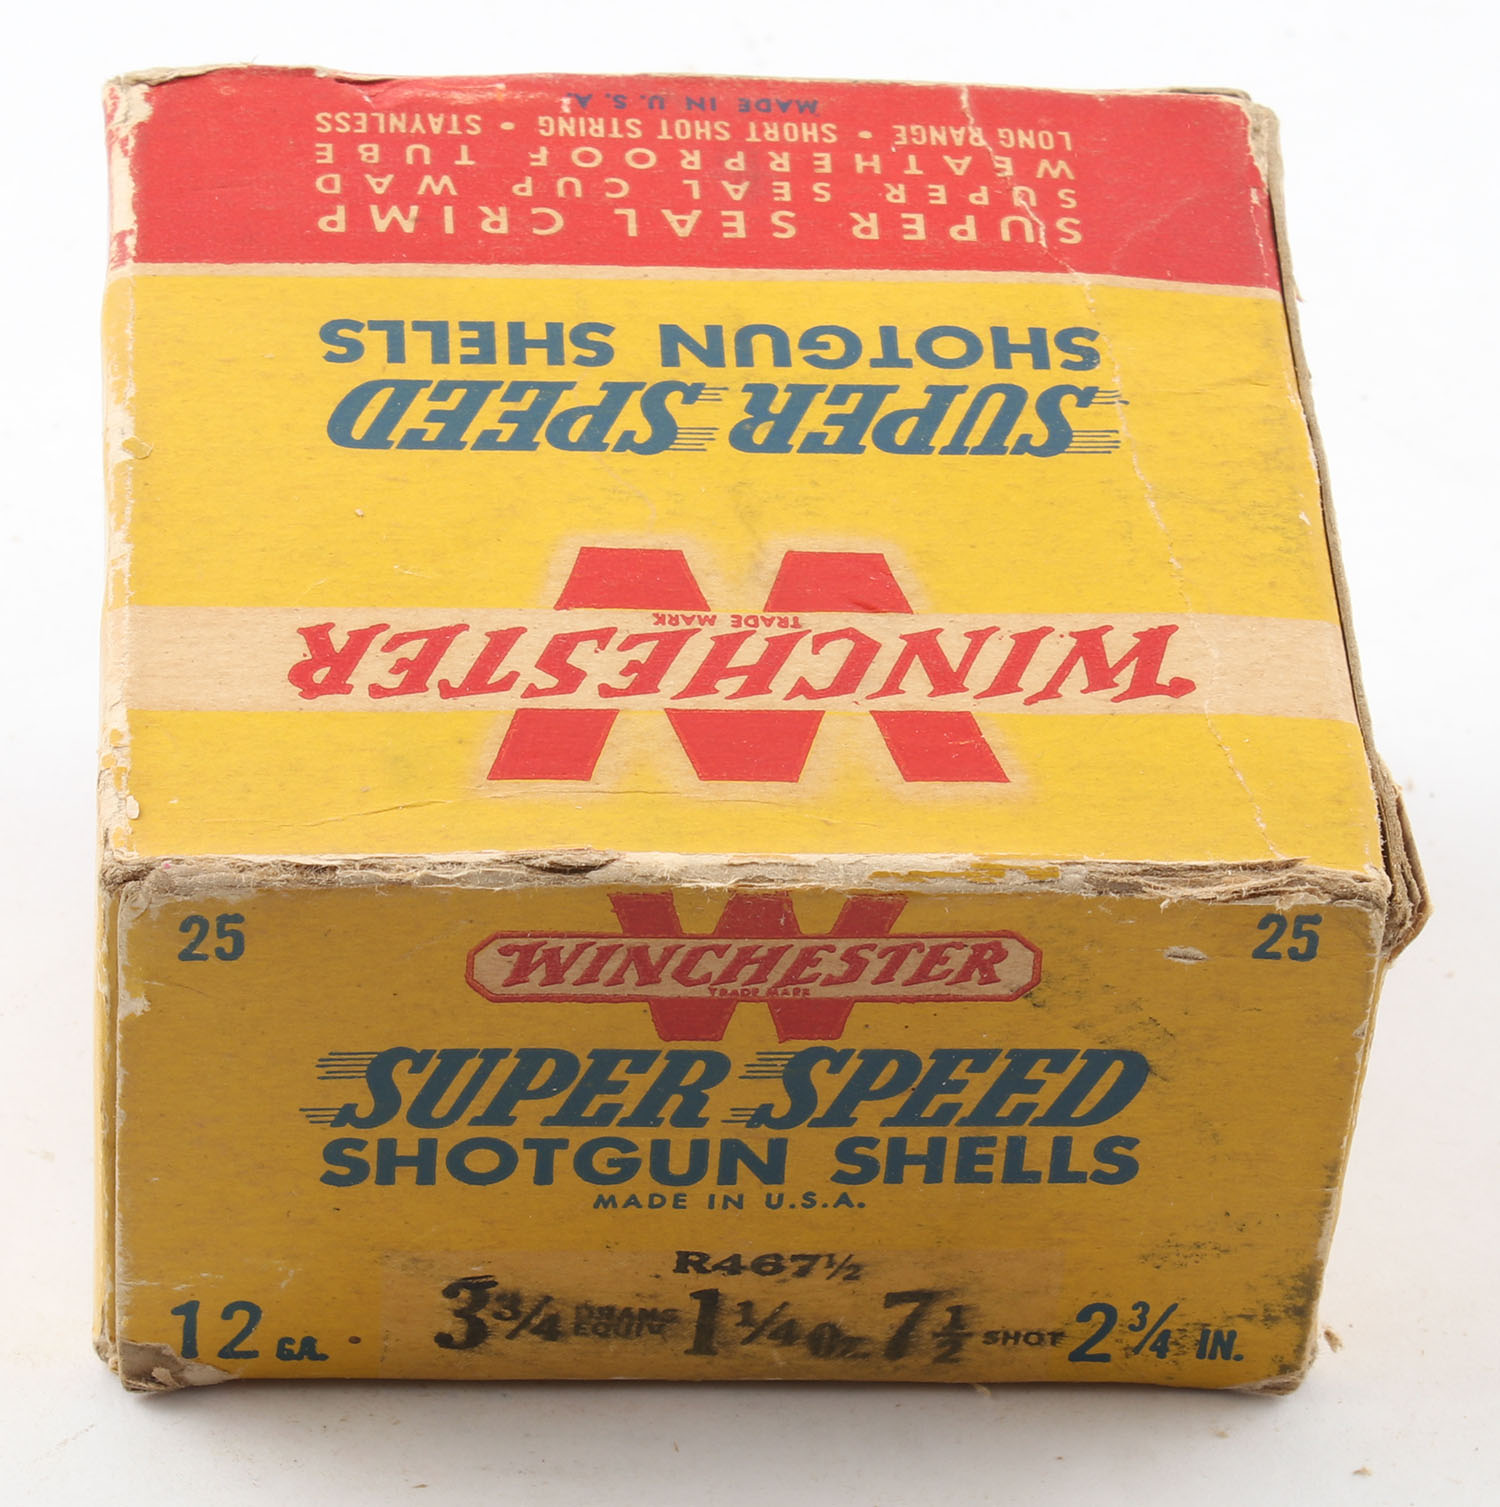 MADE IN U.S.A.
LONG RANGE • SHORT SHOT STRING • STAYNLESS
WEATHERPROOF TUBE
SUPER SEAL CUP WAD
SUPER SEAL CRIMP
SHOTGUN SHELLS
SUPER SPEED
TRADE MARK
WINCHESTER
25 25
WINCHESTER
TRADE MARK
SUPER SPEED
SHOTGUN SHELLS
MADE IN U.S.A.
R467½
12 GA. 3¾ DRAMS EQUIV. 1¼ Oz. 7½ SHOT 2¾ IN.